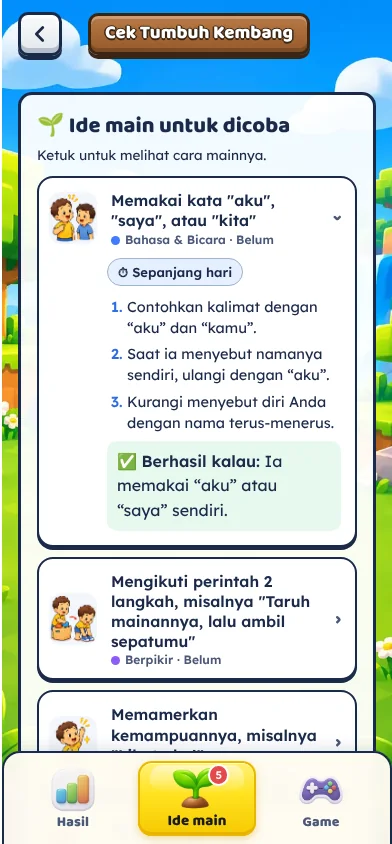 Cek Tumbuh Kembang
🌱 Ide main untuk dicoba
Ketuk untuk melihat cara mainnya.
Memakai kata "aku",
"saya", atau "kita"
Bahasa & Bicara · Belum
⏱ Sepanjang hari
1. Contohkan kalimat dengan
“aku” dan “kamu”.
2. Saat ia menyebut namanya
sendiri, ulangi dengan “aku”.
3. Kurangi menyebut diri Anda
dengan nama terus-menerus.
✅ Berhasil kalau: Ia
memakai “aku” atau
“saya” sendiri.
Mengikuti perintah 2
langkah, misalnya "Taruh
mainannya, lalu ambil
sepatumu"
Berpikir · Belum
Memamerkan
kemampuannya, misalnya
Hasil
5
Ide main
Game